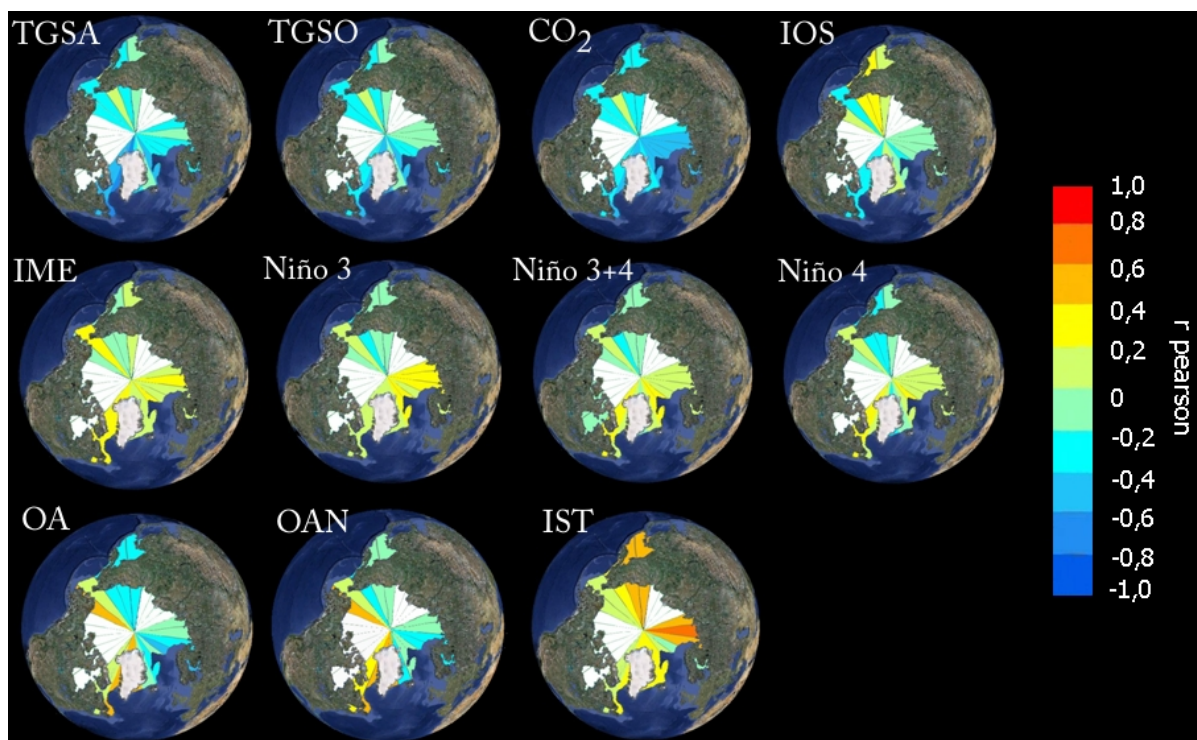 TGSA
TGSO
CO2
IOS
IME
Niño 3
Niño 3+4
Niño 4
OA
OAN
IST
1,0
0,8
0,6
0,4
0,2
0
-0,2
-0,4
-0,6
-0,8
-1,0
r pearson